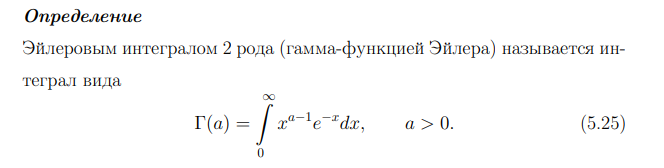 Определение
Эйлеровым интегралом 2 рода (гамма-функцией Эйлера) называется ин-
теграл вида
Γ(a) = ∫₀^∞ x^{a−1}e^{−x}dx, a > 0. (5.25)